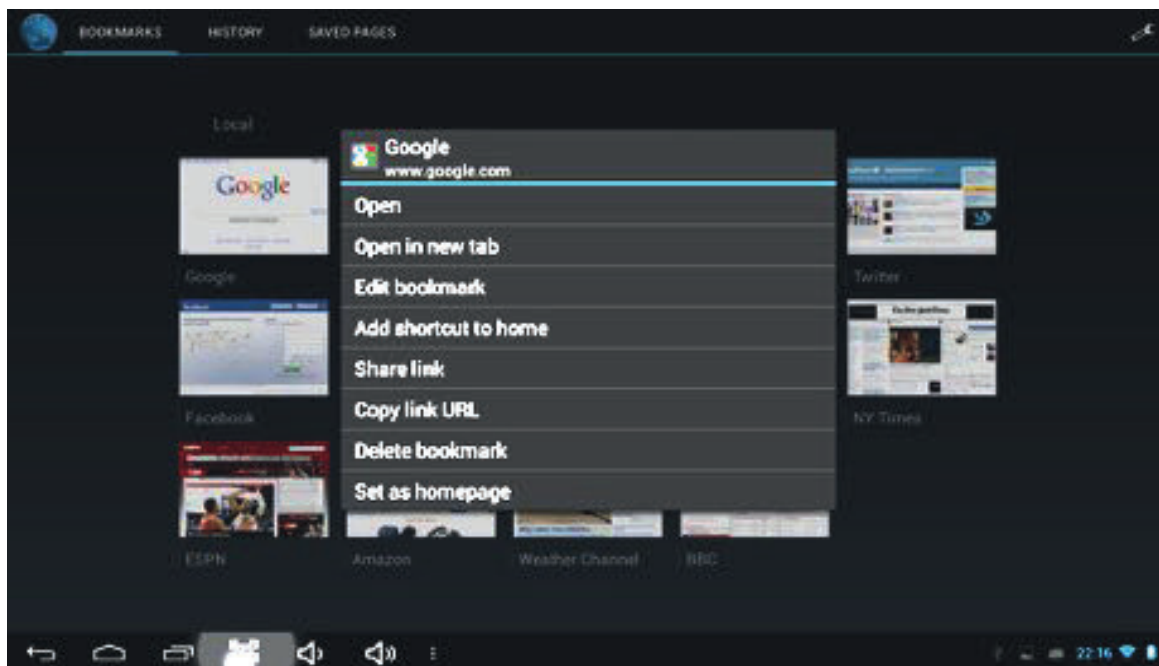 BOOKMARKS HISTORY SAVED PAGES
Local
Google
www.google.com
Open
Open in new tab
Edit bookmark
Add shortcut to home
Share link
Copy link URL
Delete bookmark
Set as homepage
Google
Google
Twitter
Facebook
NY Times
ESPN
Amazon
Weather Channel
BBC
22:16